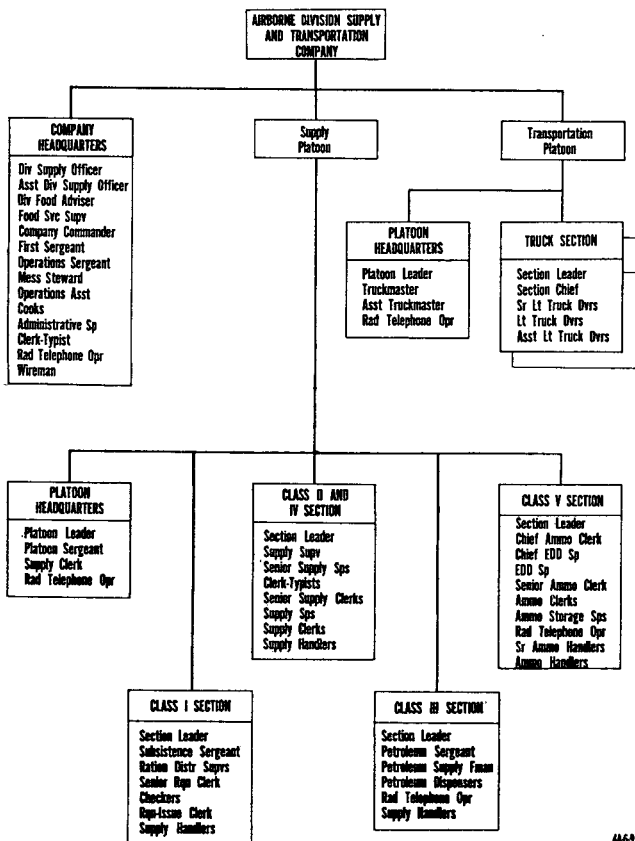 AIRBORNE DIVISION SUPPLY
AND TRANSPORTATION
COMPANY
COMPANY
HEADQUARTERS
Div Supply Officer
Asst Div Supply Officer
Div Food Adviser
Food Svc Supv
Company Commander
First Sergeant
Operations Sergeant
Mess Steward
Operations Asst
Cooks
Administrative Sp
Clerk-Typist
Rad Telephone Opr
Wireman
Supply
Platoon
Transportation
Platoon
PLATOON
HEADQUARTERS
Platoon Leader
Truckmaster
Asst Truckmaster
Rad Telephone Opr
TRUCK SECTION
Section Leader
Section Chief
Sr Lt Truck Dvrs
Lt Truck Dvrs
Asst Lt Truck Dvrs
PLATOON
HEADQUARTERS
Platoon Leader
Platoon Sergeant
Supply Clerk
Rad Telephone Opr
CLASS II AND
IV SECTION
Section Leader
Supply Supv
Senior Supply Sps
Clerk-Typists
Senior Supply Clerks
Supply Sps
Supply Clerks
Supply Handlers
CLASS V SECTION
Section Leader
Chief Ammo Clerk
Chief EDD Sp
EDD Sp
Senior Ammo Clerk
Ammo Clerks
Ammo Storage Sps
Rad Telephone Opr
Sr Ammo Handlers
Ammo Handlers
CLASS I SECTION
Section Leader
Subsistence Sergeant
Ration Distr Supvs
Senior Rqn Clerk
Checkers
Rqn-Issue Clerk
Supply Handlers
CLASS III SECTION
Section Leader
Petroleum Sergeant
Petroleum Supply Fman
Petroleum Dispensers
Rad Telephone Opr
Supply Handlers